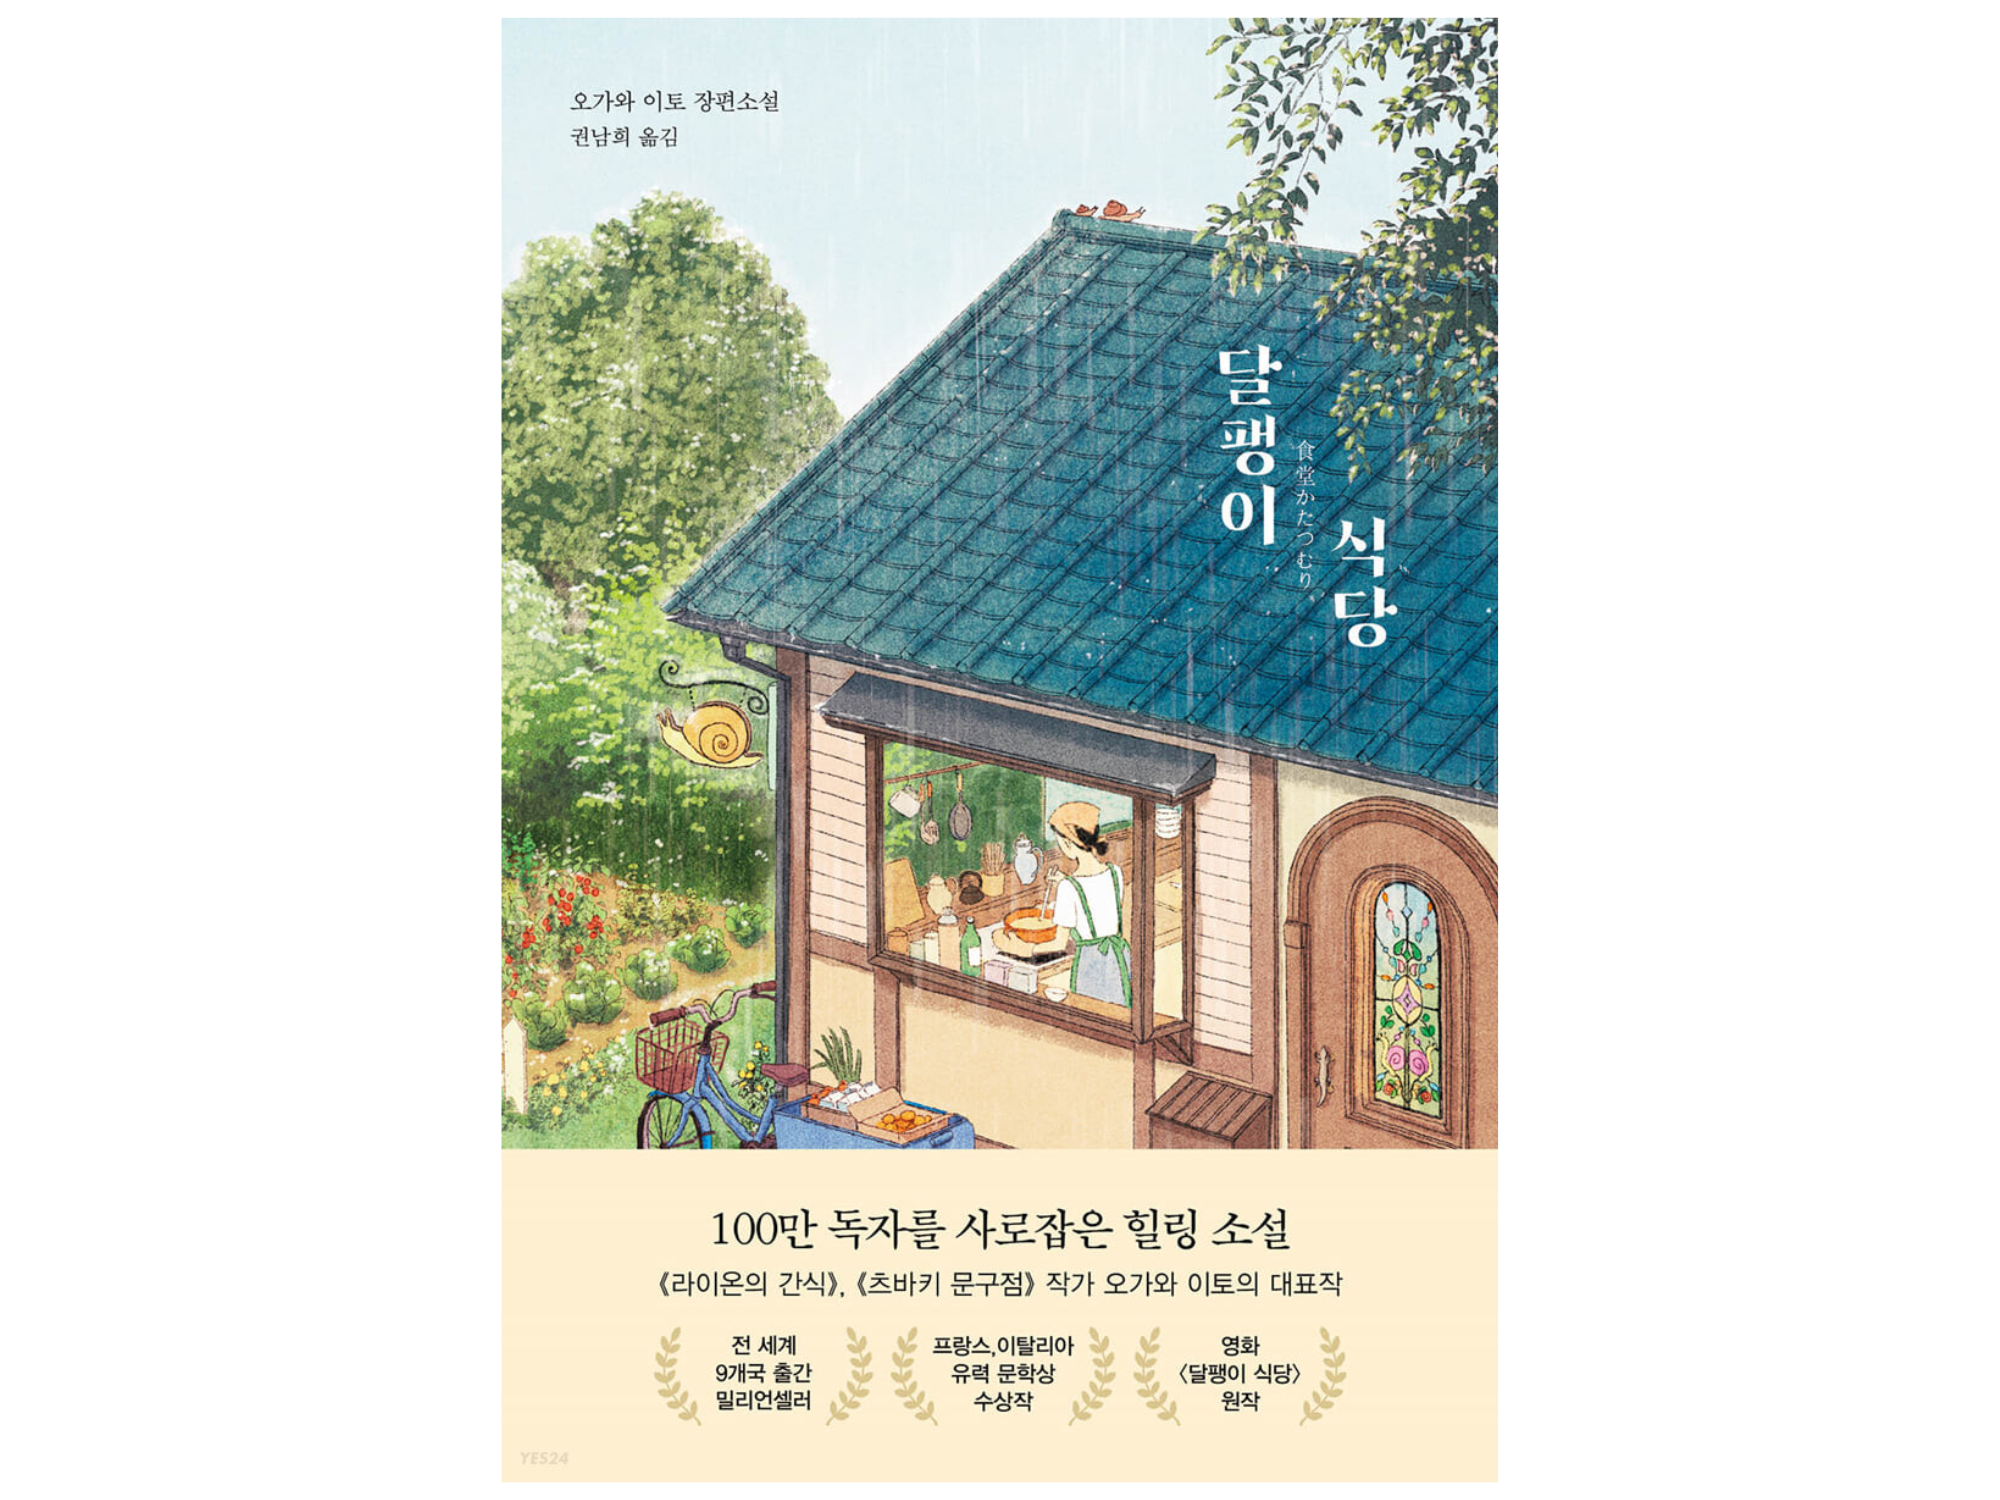 오가와 이토 장편소설
권남희 옮김
달팽이
食堂かたつむり
식당
100만 독자를 사로잡은 힐링 소설
《라이온의 간식》, 《츠바키 문구점》 작가 오가와 이토의 대표작
전 세계
9개국 출간
밀리언셀러
프랑스,이탈리아
유력 문학상
수상작
영화
〈달팽이 식당〉
원작
YES24